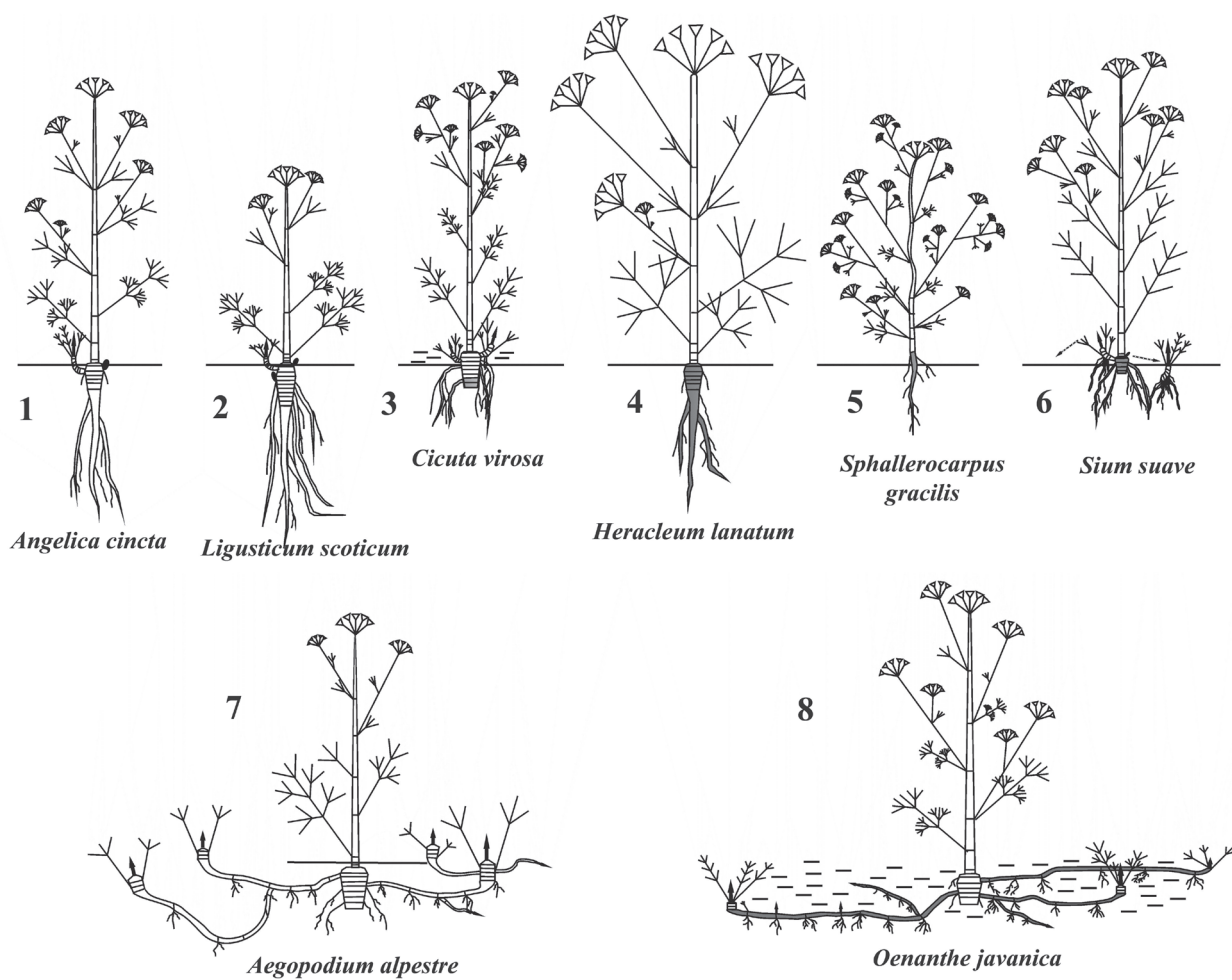 1
Angelica cincta
2
Ligusticum scoticum
3
Cicuta virosa
4
Heracleum lanatum
5
Sphallerocarpus
gracilis
6
Sium suave
7
Aegopodium alpestre
8
Oenanthe javanica